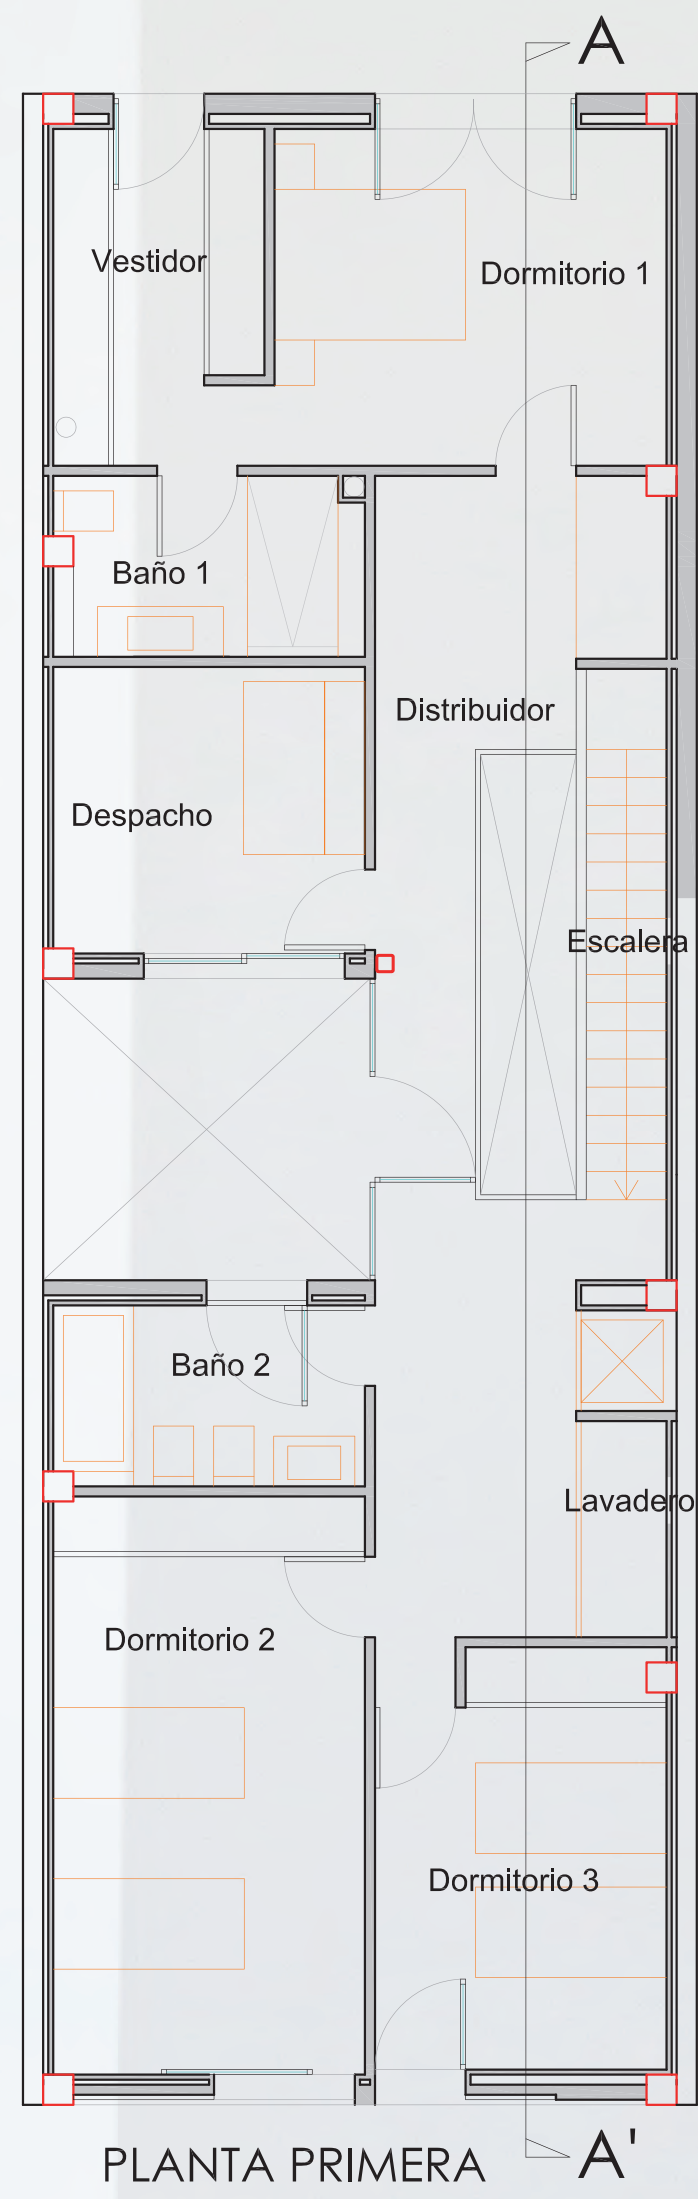 A
Vestidor
Dormitorio 1
Baño 1
Distribuidor
Despacho
Escalera
Baño 2
Lavadero
Dormitorio 2
Dormitorio 3
PLANTA PRIMERA
A'